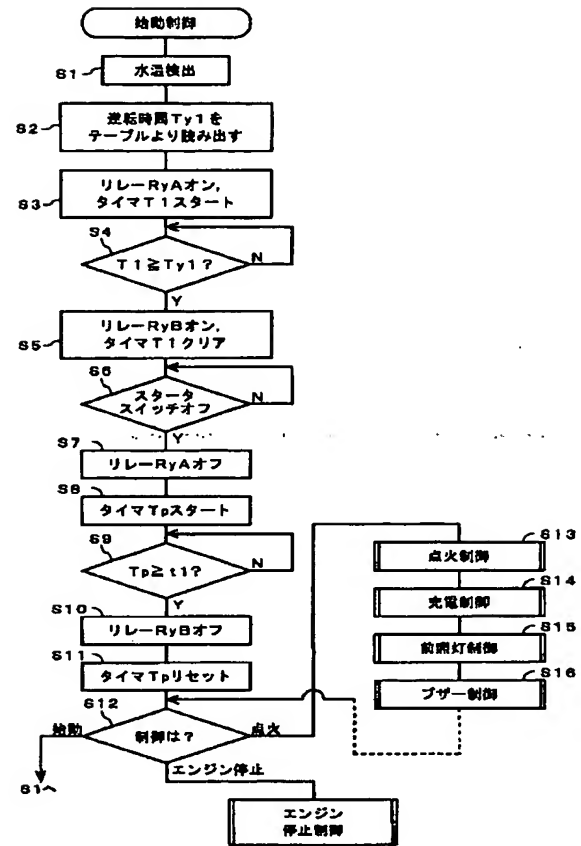 始動制御
S1
水温検出
S2
逆転時間Ty1を
テーブルより読み出す
S3
リレーRyAオン,
タイマT1スタート
S4
T1≧Ty1?
N
Y
S5
リレーRyBオン,
タイマT1クリア
S6
スタータ
スイッチオフ
N
Y
S7
リレーRyAオフ
S8
タイマTpスタート
S9
Tp≧t1?
N
Y
S10
リレーRyBオフ
S11
タイマTpリセット
S12
制御は?
始動
点火
S1へ
エンジン停止
エンジン
停止制御
S13
点火制御
S14
充電制御
S15
前照灯制御
S16
ブザー制御